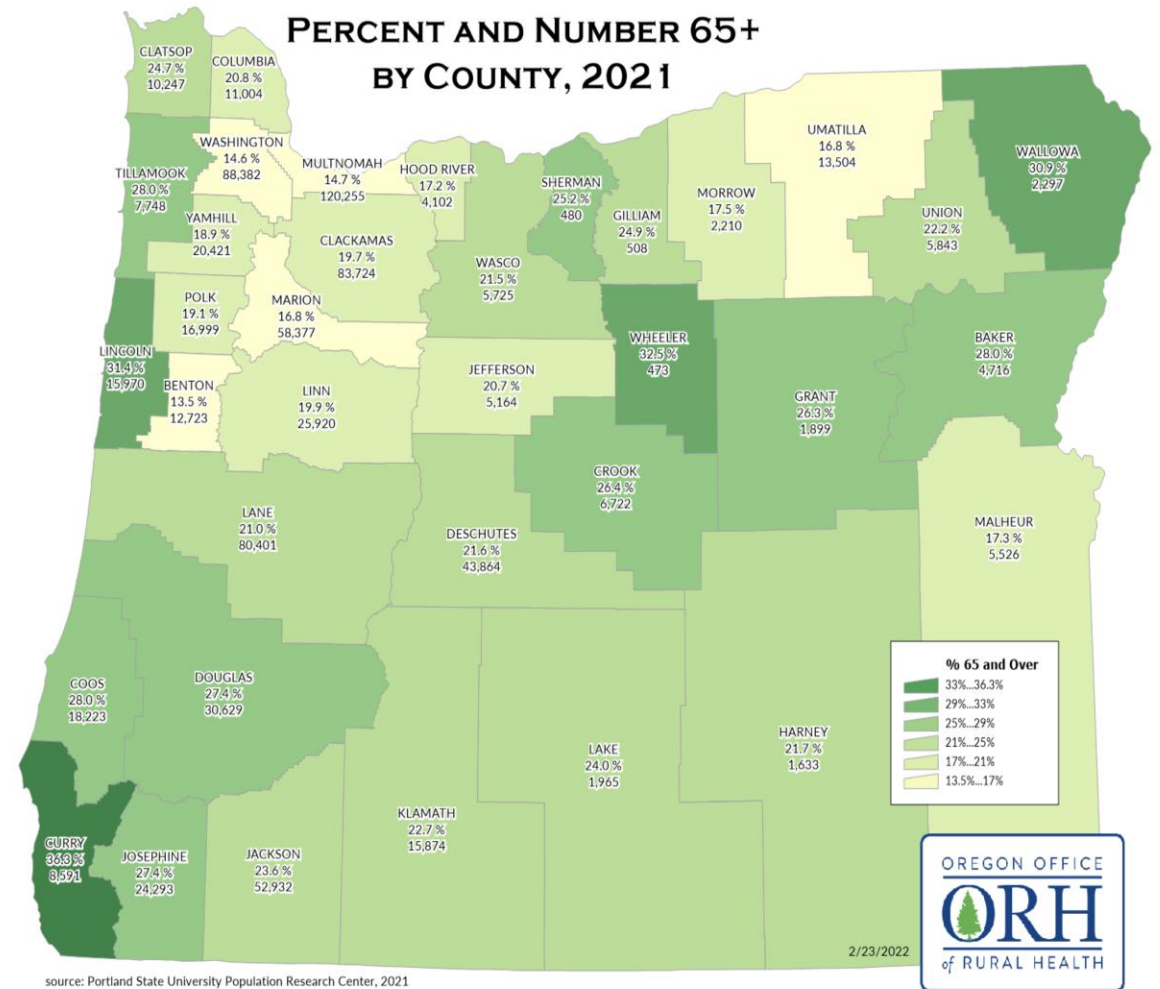 PERCENT AND NUMBER 65+
BY COUNTY, 2021
CLATSOP
24.7 %
10,247
COLUMBIA
20.8 %
11,004
WASHINGTON
14.6 %
88,382
MULTNOMAH
14.7 %
120,255
HOOD RIVER
17.2 %
4,102
TILLAMOOK
28.0 %
7,748
YAMHILL
18.9 %
20,421
CLACKAMAS
19.7 %
83,724
SHERMAN
25.2 %
480
GILLIAM
24.9 %
508
MORROW
17.5 %
2,210
UMATILLA
16.8 %
13,504
UNION
22.2 %
5,843
WALLOWA
30.9 %
2,297
WASCO
21.5 %
5,725
POLK
19.1 %
16,999
MARION
16.8 %
58,377
LINCOLN
31.4 %
15,970
BENTON
13.5 %
12,723
LINN
19.9 %
25,920
JEFFERSON
20.7 %
5,164
WHEELER
32.5 %
473
GRANT
26.3 %
1,899
BAKER
28.0 %
4,716
LANE
21.0 %
80,401
DESCHUTES
21.6 %
43,864
CROOK
26.4 %
6,722
MALHEUR
17.3 %
5,526
COOS
28.0 %
18,223
DOUGLAS
27.4 %
30,629
CURRY
36.3 %
8,591
JOSEPHINE
27.4 %
24,293
JACKSON
23.6 %
52,932
KLAMATH
22.7 %
15,874
LAKE
24.0 %
1,965
HARNEY
21.7 %
1,633
% 65 and Over
33%...36.3%
29%...33%
25%...29%
21%...25%
17%...21%
13.5%...17%
2/23/2022
OREGON OFFICE
ORH
of RURAL HEALTH
source: Portland State University Population Research Center, 2021